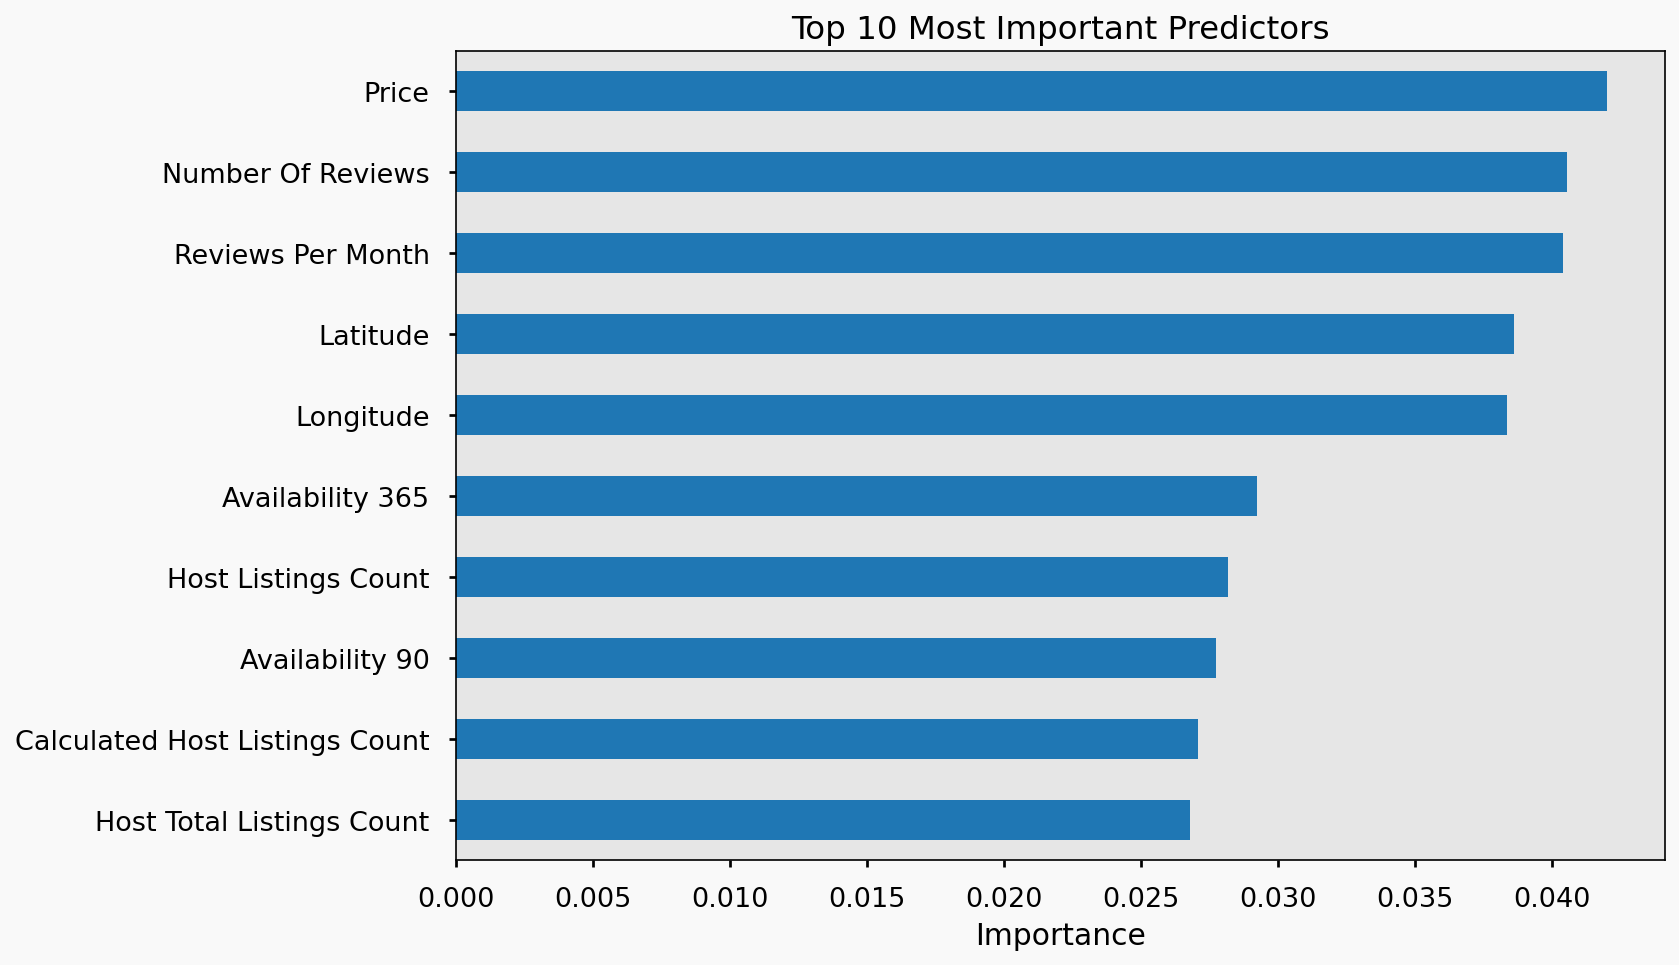 Top 10 Most Important Predictors
Price
Number Of Reviews
Reviews Per Month
Latitude
Longitude
Availability 365
Host Listings Count
Availability 90
Calculated Host Listings Count
Host Total Listings Count
0.000 0.005 0.010 0.015 0.020 0.025 0.030 0.035 0.040
Importance